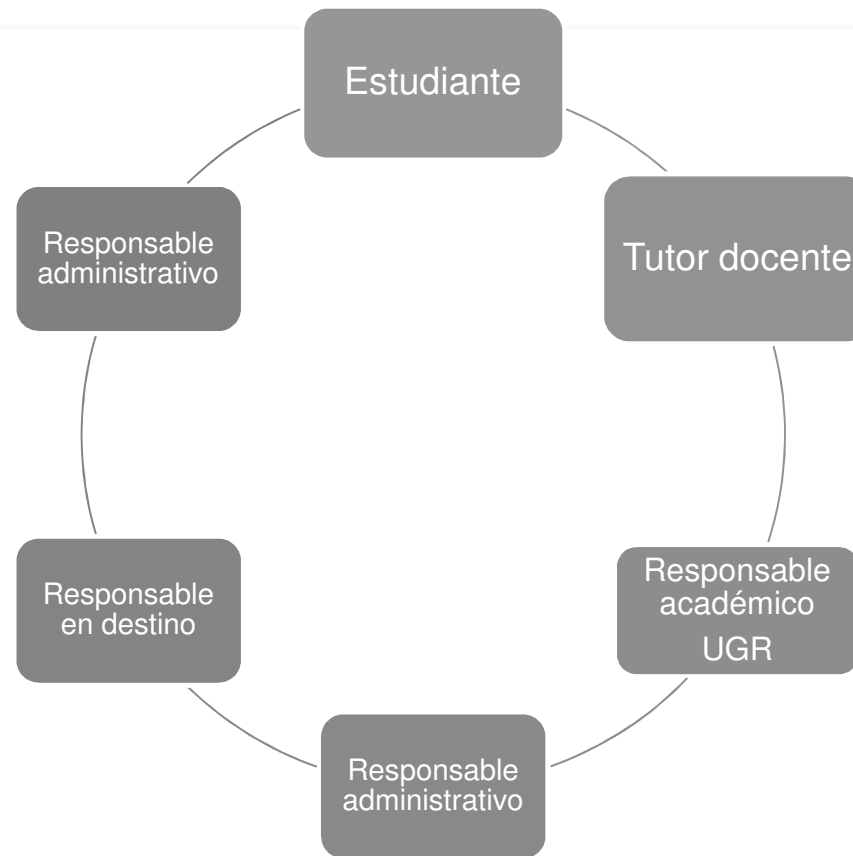 Estudiante
Tutor docente
Responsable
académico
UGR
Responsable
administrativo
Responsable
en destino
Responsable
administrativo